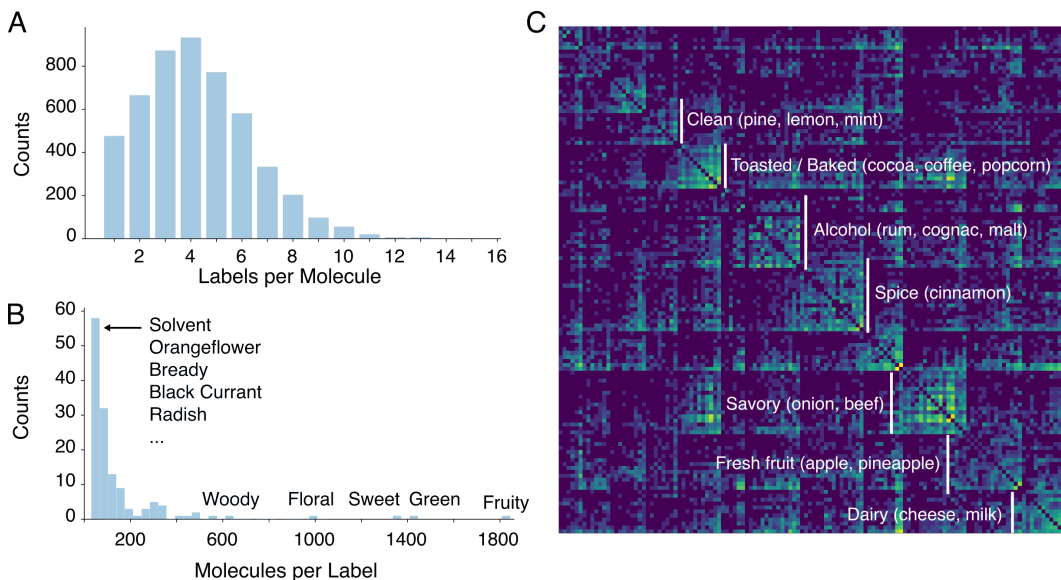 A
800
600
400
200
0
Counts
2
4
6
8
10
12
14
16
Labels per Molecule
B
60
50
40
30
20
10
0
Counts
Solvent
Orangeflower
Bready
Black Currant
Radish
...
Woody
Floral
Sweet
Green
Fruity
200
600
1000
1400
1800
Molecules per Label
C
Clean (pine, lemon, mint)
Toasted / Baked (cocoa, coffee, popcorn)
Alcohol (rum, cognac, malt)
Spice (cinnamon)
Savory (onion, beef)
Fresh fruit (apple, pineapple)
Dairy (cheese, milk)